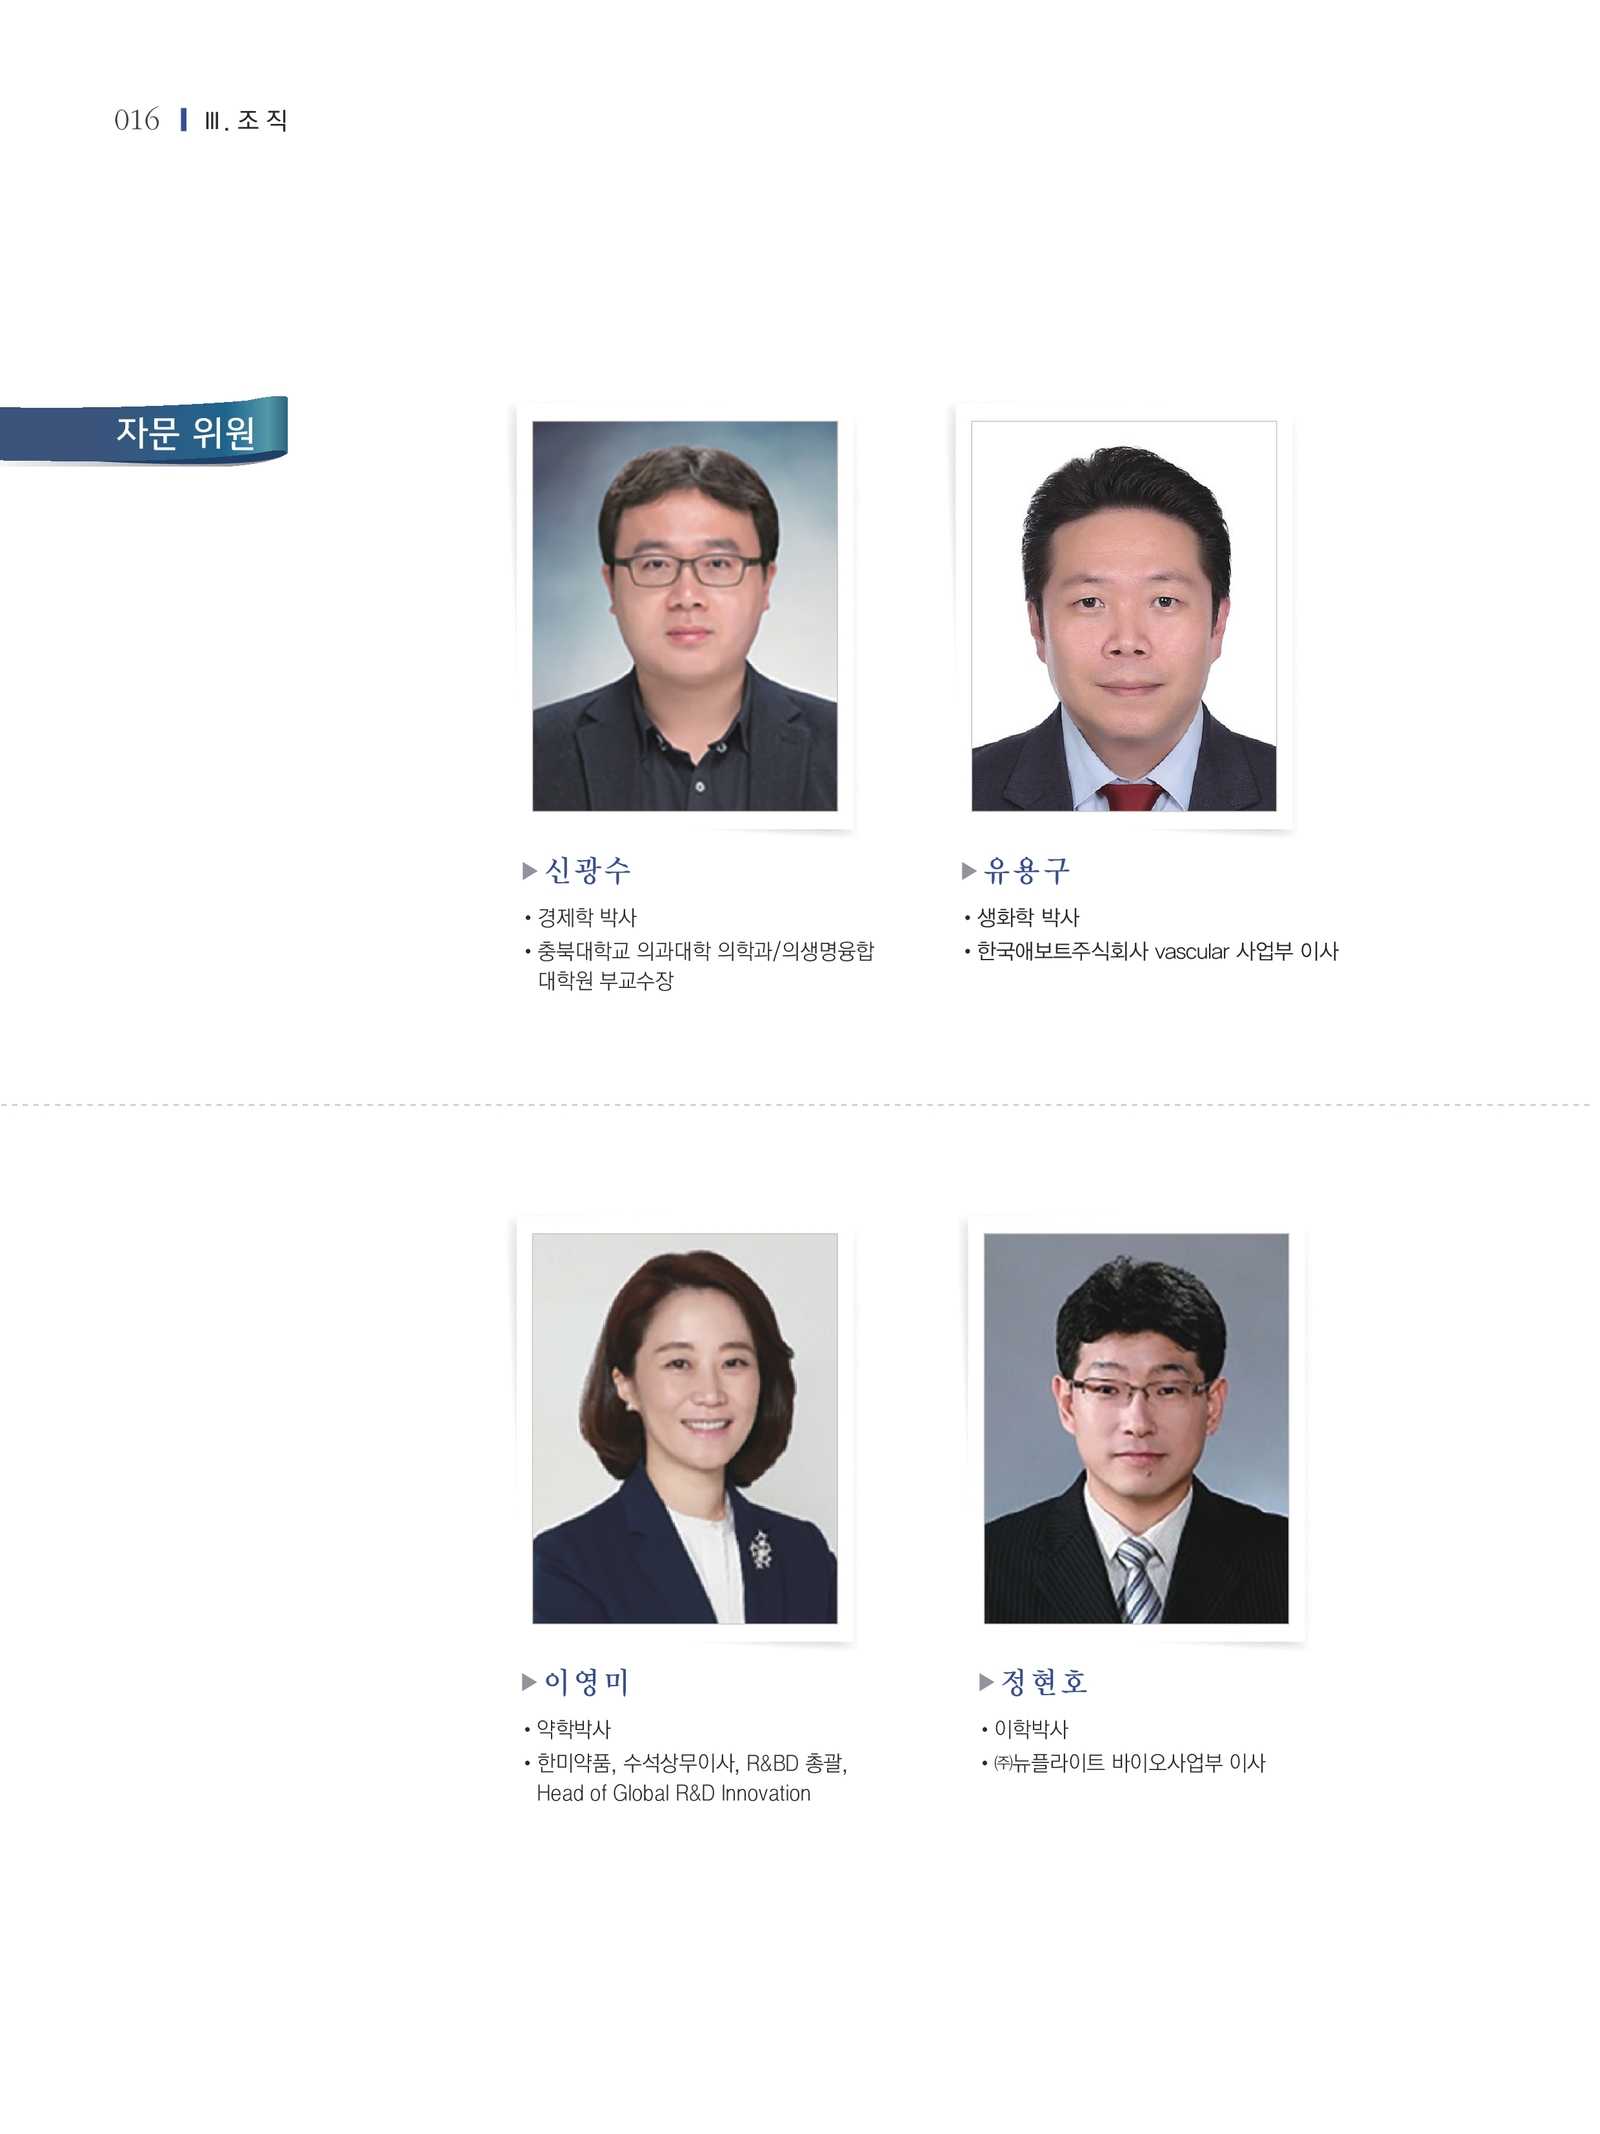 016 Ⅲ. 조 직
자문 위원
▶신광수
• 경제학 박사
• 충북대학교 의과대학 의학과/의생명융합
대학원 부교수장
▶유용구
• 생화학 박사
• 한국애보트주식회사 vascular 사업부 이사
▶이영미
• 약학박사
• 한미약품, 수석상무이사, R&BD 총괄,
Head of Global R&D Innovation
▶정현호
• 이학박사
• ㈜뉴플라이트 바이오사업부 이사